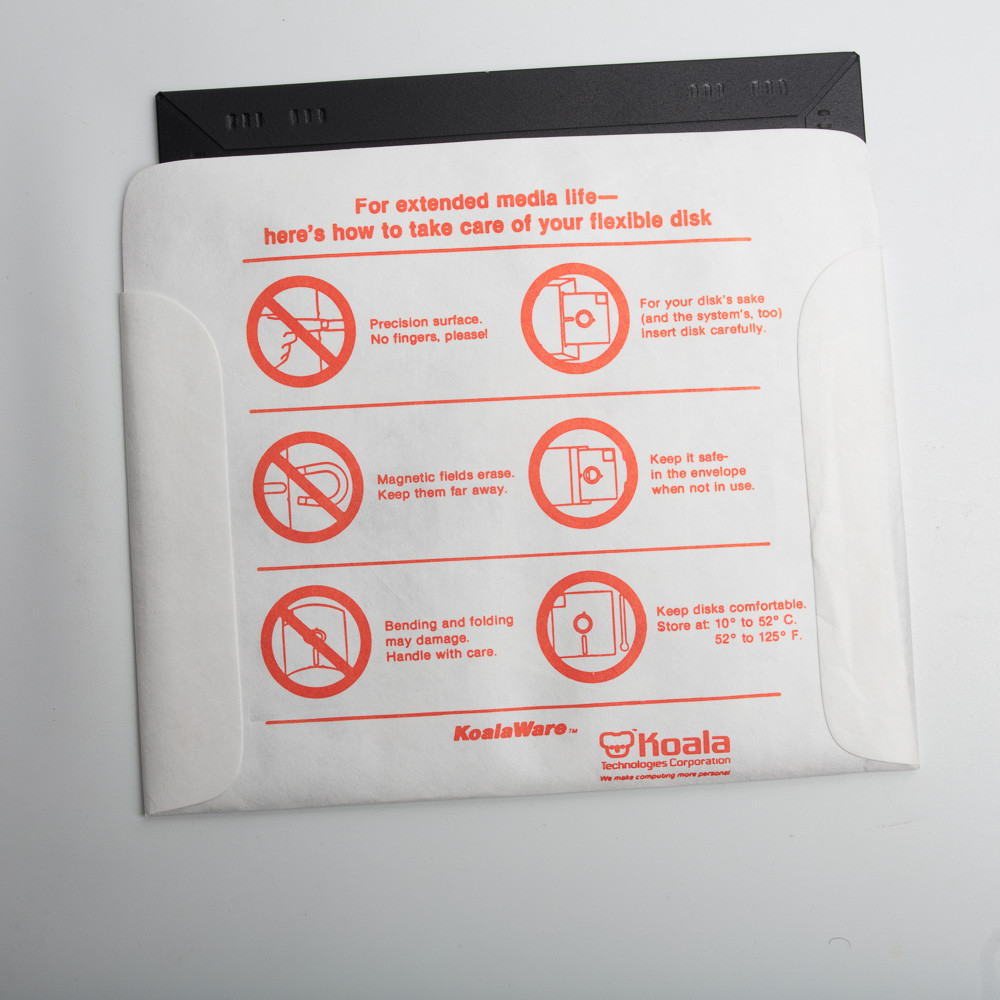 For extended media life—
here's how to take care of your flexible disk
Precision surface.
No fingers, please!
For your disk's sake
(and the system's, too)
insert disk carefully.
Magnetic fields erase.
Keep them far away.
Keep it safe-
in the envelope
when not in use.
Bending and folding
may damage.
Handle with care.
Keep disks comfortable.
Store at: 10° to 52° C.
52° to 125° F.
KoalaWare™
Koala™
Technologies Corporation
We make computing more personal